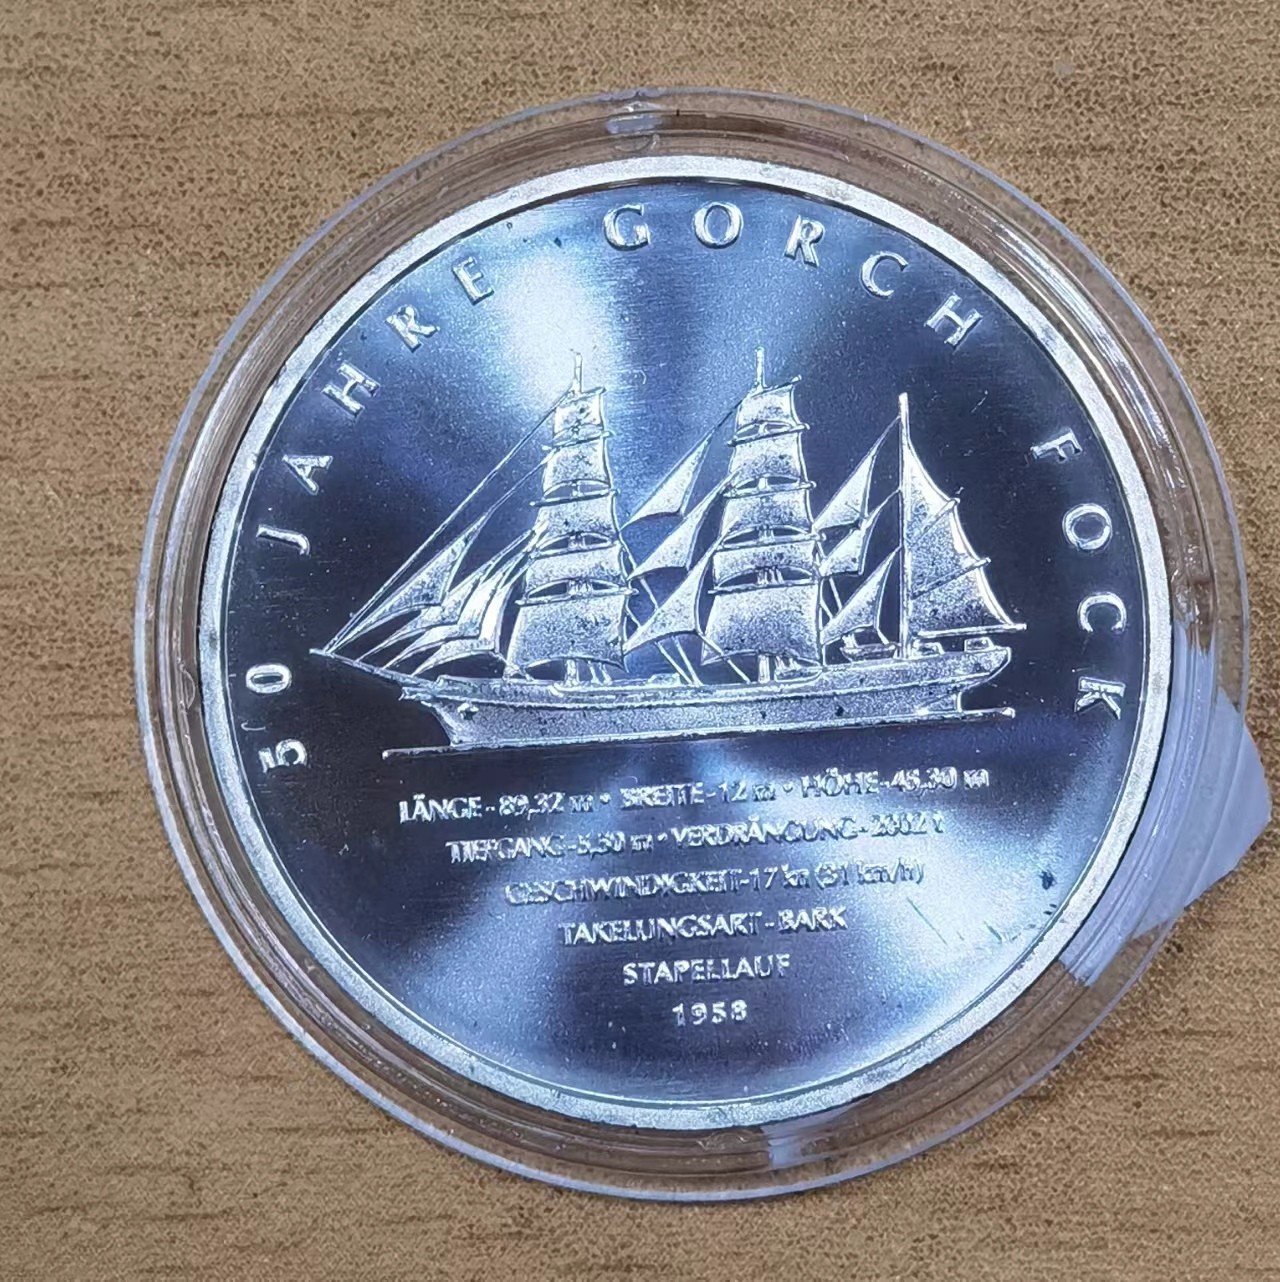 50 JAHRE GORCH FOCK
LÄNGE - 89,32 m • BREITE - 12 m • HÖHE - 45,30 m
TIEFGANG - 5,50 m • VERDRÄNGUNG - 2002 t
GESCHWINDIGKEIT - 17 kn (31 km/h)
TAKELUNGSART - BARK
STAPELLAUF
1958